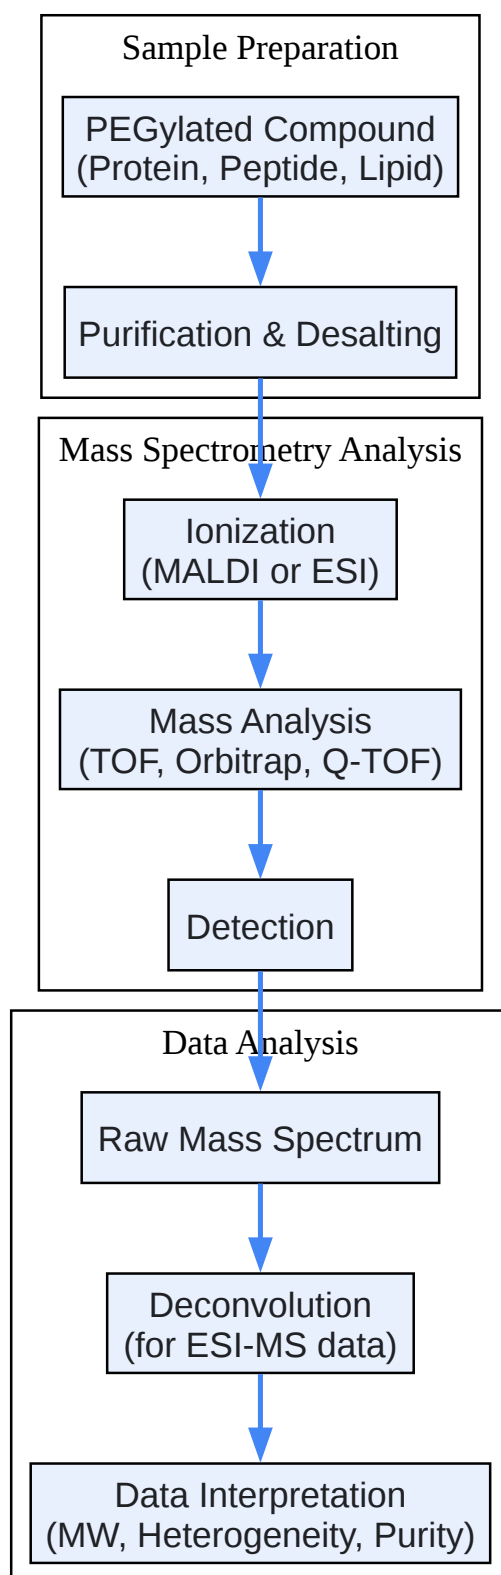 Sample Preparation
PEGylated Compound
(Protein, Peptide, Lipid)
Purification & Desalting
Mass Spectrometry Analysis
Ionization
(MALDI or ESI)
Mass Analysis
(TOF, Orbitrap, Q-TOF)
Detection
Data Analysis
Raw Mass Spectrum
Deconvolution
(for ESI-MS data)
Data Interpretation
(MW, Heterogeneity, Purity)